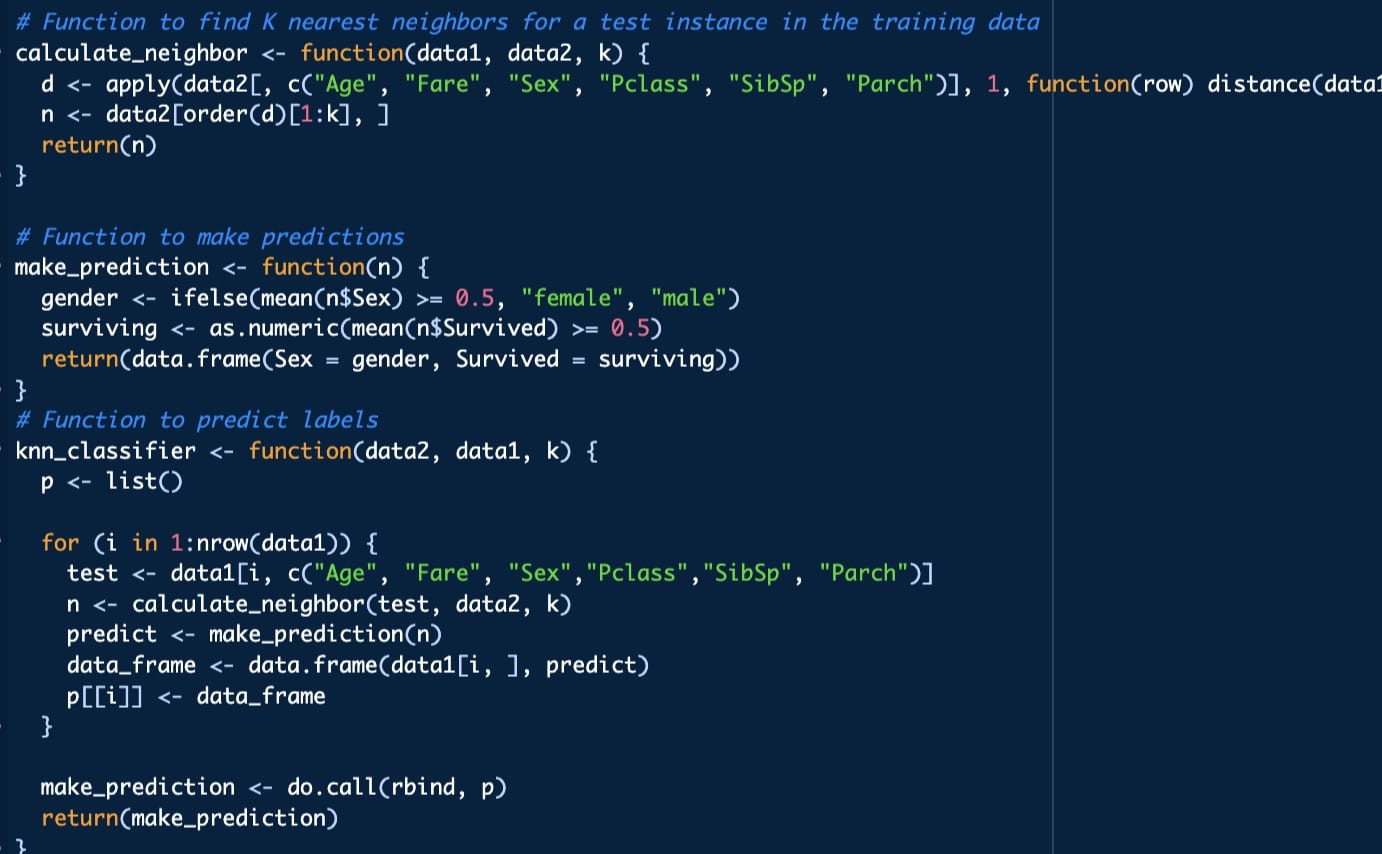 # Function to find K nearest neighbors for a test instance in the training data
calculate_neighbor <- function(data1, data2, k) {
  d <- apply(data2[, c("Age", "Fare", "Sex", "Pclass", "SibSp", "Parch")], 1, function(row) distance(data1
  n <- data2[order(d)[1:k], ]
  return(n)
}

# Function to make predictions
make_prediction <- function(n) {
  gender <- ifelse(mean(n$Sex) >= 0.5, "female", "male")
  surviving <- as.numeric(mean(n$Survived) >= 0.5)
  return(data.frame(Sex = gender, Survived = surviving))
}
# Function to predict labels
knn_classifier <- function(data2, data1, k) {
  p <- list()

  for (i in 1:nrow(data1)) {
    test <- data1[i, c("Age", "Fare", "Sex","Pclass","SibSp", "Parch")]
    n <- calculate_neighbor(test, data2, k)
    predict <- make_prediction(n)
    data_frame <- data.frame(data1[i, ], predict)
    p[[i]] <- data_frame
  }

  make_prediction <- do.call(rbind, p)
  return(make_prediction)
}